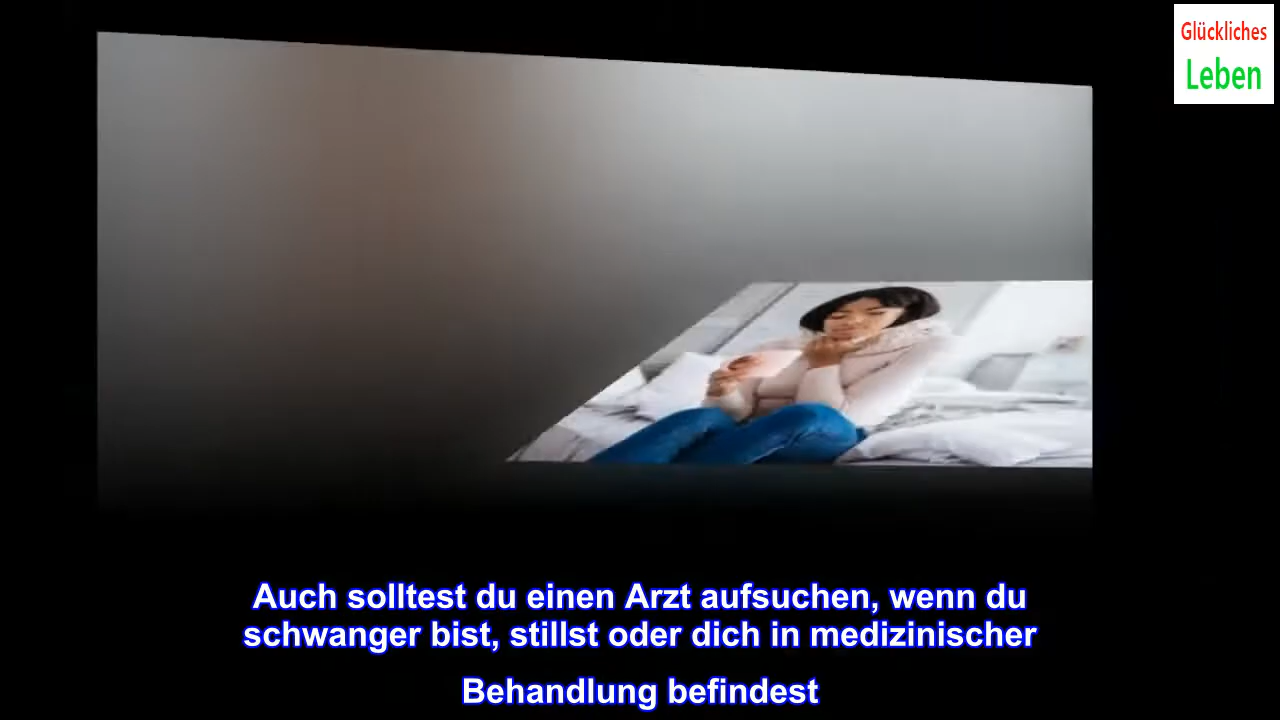 Glückliches
Leben
Auch solltest du einen Arzt aufsuchen, wenn du
schwanger bist, stillst oder dich in medizinischer
Behandlung befindest